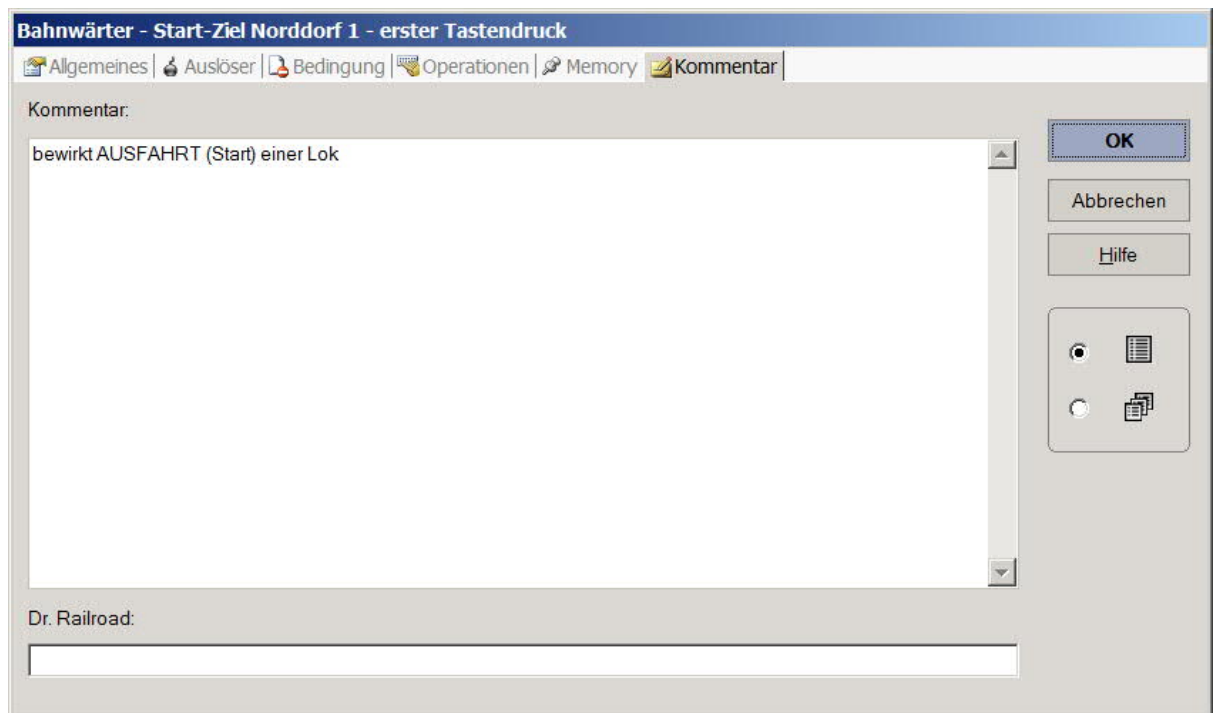 Bahnwärter - Start-Ziel Norddorf 1 - erster Tastendruck
Allgemeines Auslöser Bedingung Operationen Memory Kommentar
Kommentar:
bewirkt AUSFAHRT (Start) einer Lok
OK
Abbrechen
Hilfe
Dr. Railroad: